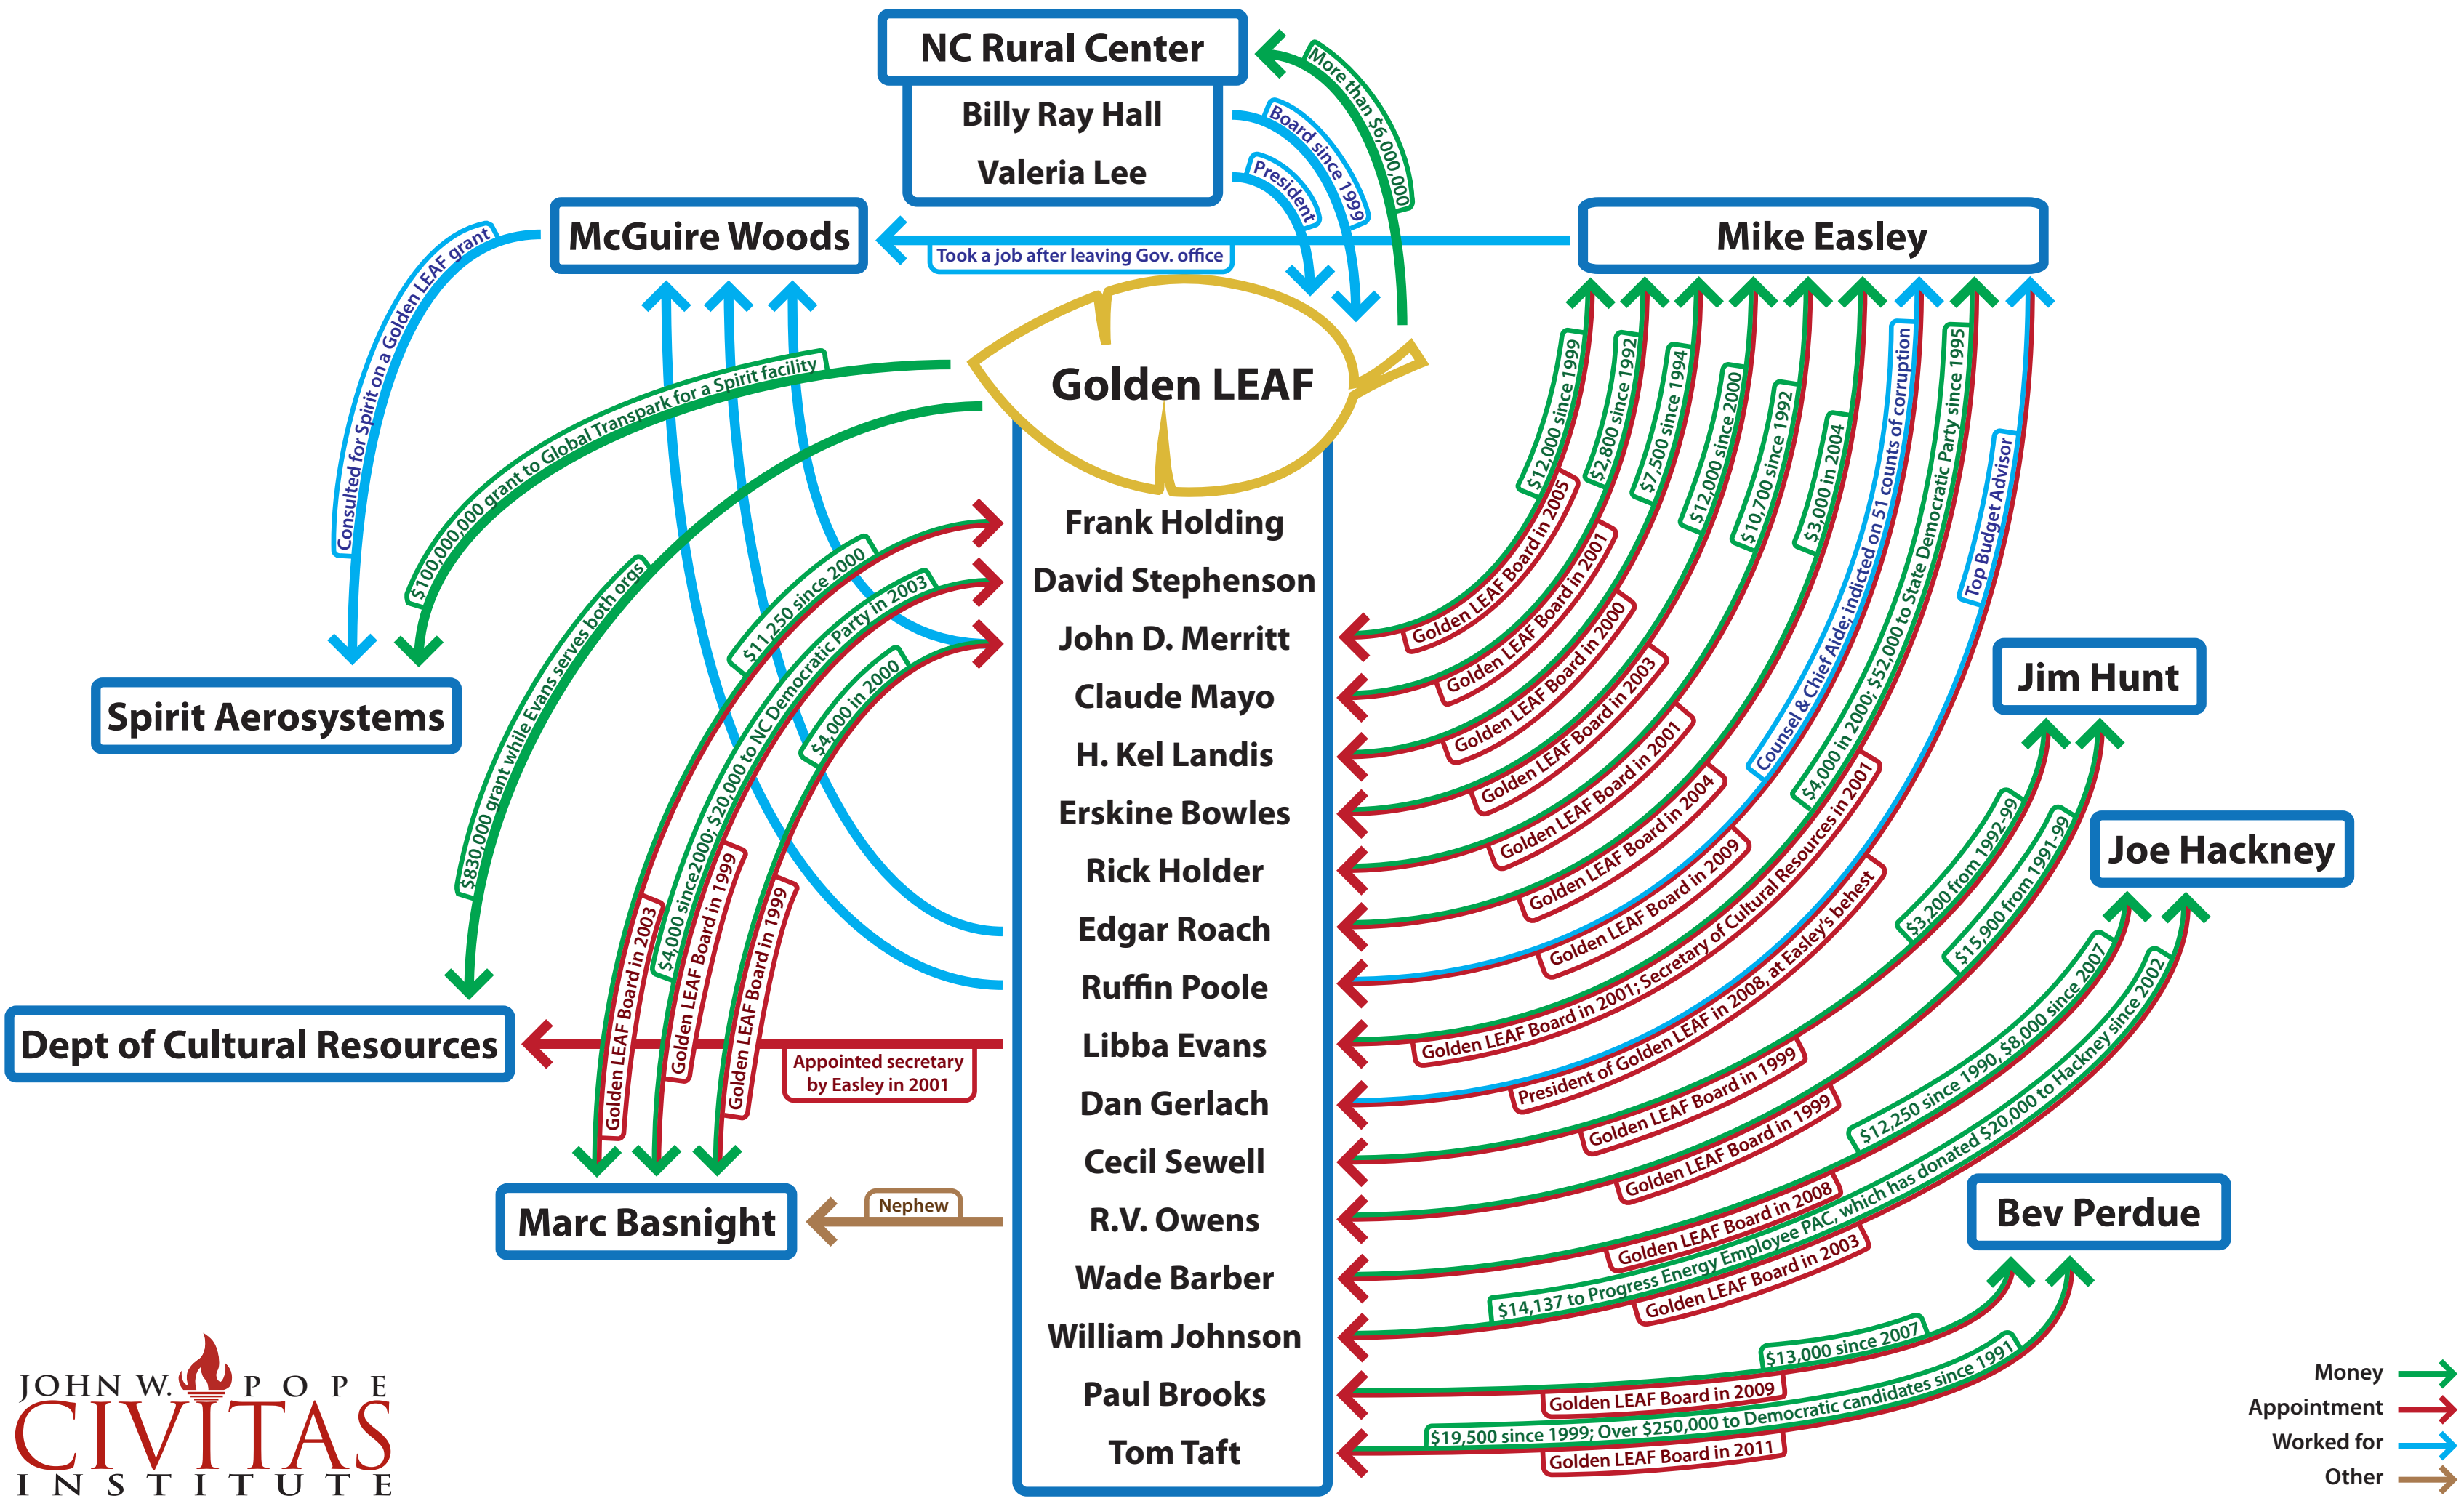 NC Rural Center
Billy Ray Hall
Valeria Lee
More than $6,000,000
Board since 1999
President
McGuire Woods
Took a job after leaving Gov. office
Mike Easley
Consulted for Spirit on a Golden LEAF grant
$100,000,000 grant to Global Transpark for a Spirit facility
$830,000 grant while Evans serves both orgs
Golden LEAF
Frank Holding
David Stephenson
John D. Merritt
Claude Mayo
H. Kel Landis
Erskine Bowles
Rick Holder
Edgar Roach
Ruffin Poole
Libba Evans
Dan Gerlach
Cecil Sewell
R.V. Owens
Wade Barber
William Johnson
Paul Brooks
Tom Taft
$12,000 since 1999
Golden LEAF Board in 2005
$2,800 since 1992
Golden LEAF Board in 2001
$7,500 since 1994
Golden LEAF Board in 2000
$12,000 since 2000
Golden LEAF Board in 2003
$10,700 since 1992
Golden LEAF Board in 2001
$3,000 in 2004
Golden LEAF Board in 2004
Counsel & Chief Aide; indicted on 51 counts of corruption
Golden LEAF Board in 2009
$4,000 in 2000; $52,000 to State Democratic Party since 1995
Golden LEAF Board in 2001; Secretary of Cultural Resources in 2001
Top Budget Advisor
President of Golden LEAF in 2008, at Easley's behest
Jim Hunt
$3,200 from 1992-99
Golden LEAF Board in 1999
$15,900 from 1991-99
Golden LEAF Board in 1999
Joe Hackney
$12,250 since 1990, $8,000 since 2007
Golden LEAF Board in 2008
$14,137 to Progress Energy Employee PAC, which has donated $20,000 to Hackney since 2002
Golden LEAF Board in 2003
Bev Perdue
$13,000 since 2007
Golden LEAF Board in 2009
$19,500 since 1999; Over $250,000 to Democratic candidates since 1991
Golden LEAF Board in 2011
Spirit Aerosystems
$11,250 since 2000
Golden LEAF Board in 2003
$4,000 since2000; $20,000 to NC Democratic Party in 2003
Golden LEAF Board in 1999
$4,000 in 2000
Golden LEAF Board in 1999
Dept of Cultural Resources
Appointed secretary
by Easley in 2001
Marc Basnight
Nephew
JOHN W. POPE
CIVITAS
INSTITUTE
Money
Appointment
Worked for
Other